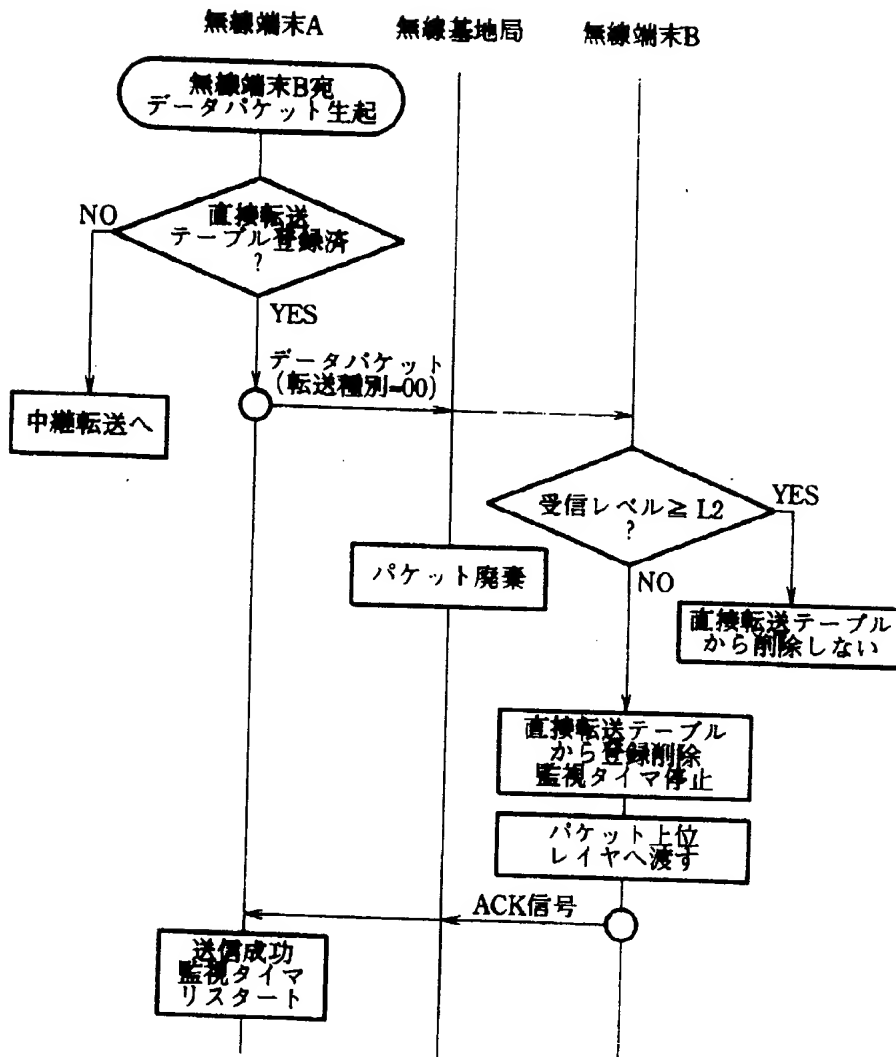 無線端末A
無線基地局
無線端末B
無線端末B宛
データパケット生起
直接転送
テーブル登録済
?
NO
YES
データパケット
(転送種別=00)
中継転送へ
受信レベル≧L2
?
YES
NO
パケット廃棄
直接転送テーブル
から削除しない
直接転送テーブル
から登録削除
監視タイマ停止
パケット上位
レイヤへ渡す
ACK信号
送信成功
監視タイマ
リスタート